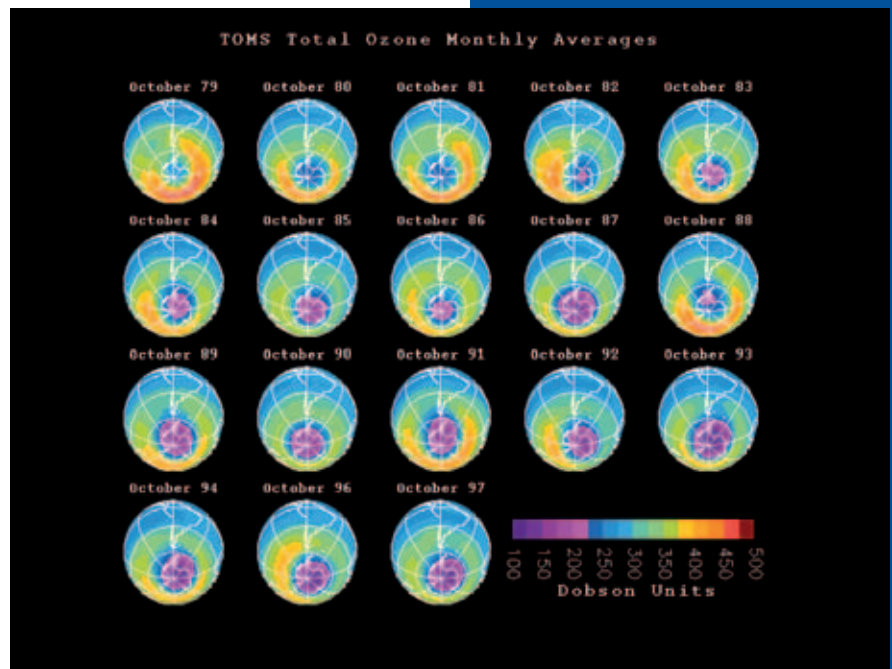 TOMS Total Ozone Monthly Averages
October 79 October 80 October 81 October 82 October 83
October 84 October 85 October 86 October 87 October 88
October 89 October 90 October 91 October 92 October 93
October 94 October 96 October 97
100 150 200 250 300 350 400 450 500
Dobson Units